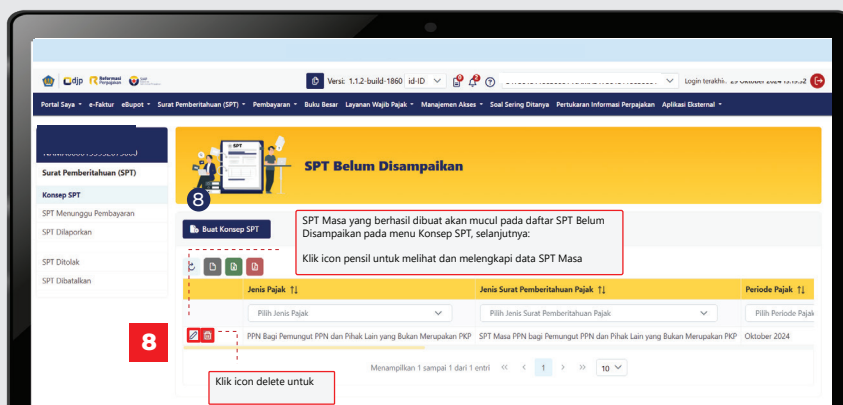 djp Reformasi Perpajakan
Versi: 1.1.2-build-1860 id-ID Login terakhir:
Portal Saya e-Faktur eBupot Surat Pemberitahuan (SPT) Pembayaran Buku Besar Layanan Wajib Pajak Manajemen Akses Soal Sering Ditanya Pertukaran Informasi Perpajakan Aplikasi Eksternal
Surat Pemberitahuan (SPT)
Konsep SPT
SPT Menunggu Pembayaran
SPT Dilaporkan
SPT Ditolak
SPT Dibatalkan
SPT
SPT Belum Disampaikan
8
Buat Konsep SPT
SPT Masa yang berhasil dibuat akan mucul pada daftar SPT Belum
Disampaikan pada menu Konsep SPT, selanjutnya:
Klik icon pensil untuk melihat dan melengkapi data SPT Masa
Jenis Pajak Jenis Surat Pemberitahuan Pajak Periode Pajak
Pilih Jenis Pajak Pilih Jenis Surat Pemberitahuan Pajak Pilih Periode Pajak
8
PPN Bagi Pemungut PPN dan Pihak Lain yang Bukan Merupakan PKP SPT Masa PPN bagi Pemungut PPN dan Pihak Lain yang Bukan Merupakan PKP Oktober 2024
Menampilkan 1 sampai 1 dari 1 entri << < 1 > >> 10
Klik icon delete untuk